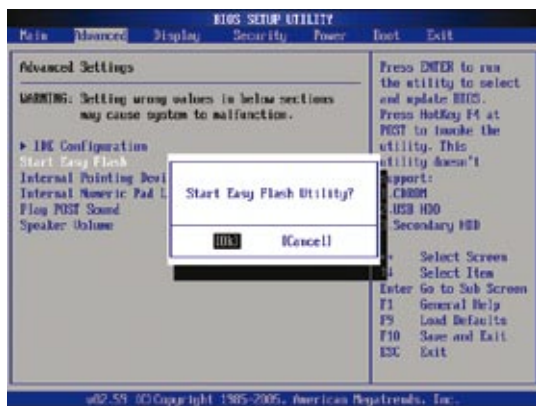 BIOS SETUP UTILITY
Main Advanced Display Security Power Boot Exit
Advanced Settings
WARNING: Setting wrong values in below sections
may cause system to malfunction.
▶ IDE Configuration
Start Easy Flash
Internal Pointing Devi
Internal Numeric Pad L
Play POST Sound
Speaker Volume
Start Easy Flash Utility?
[Ok] [Cancel]
Press ENTER to run
the utility to select
and update BIOS.
Press HotKey F4 at
POST to invoke the
utility. This
utility doesn't
support:
.CDROM
.USB HDD
Secondary HDD
Select Screen
Select Item
Enter Go to Sub Screen
F1 General Help
F9 Load Defaults
F10 Save and Exit
ESC Exit
v02.59 (C)Copyright 1985-2005, American Megatrends, Inc.